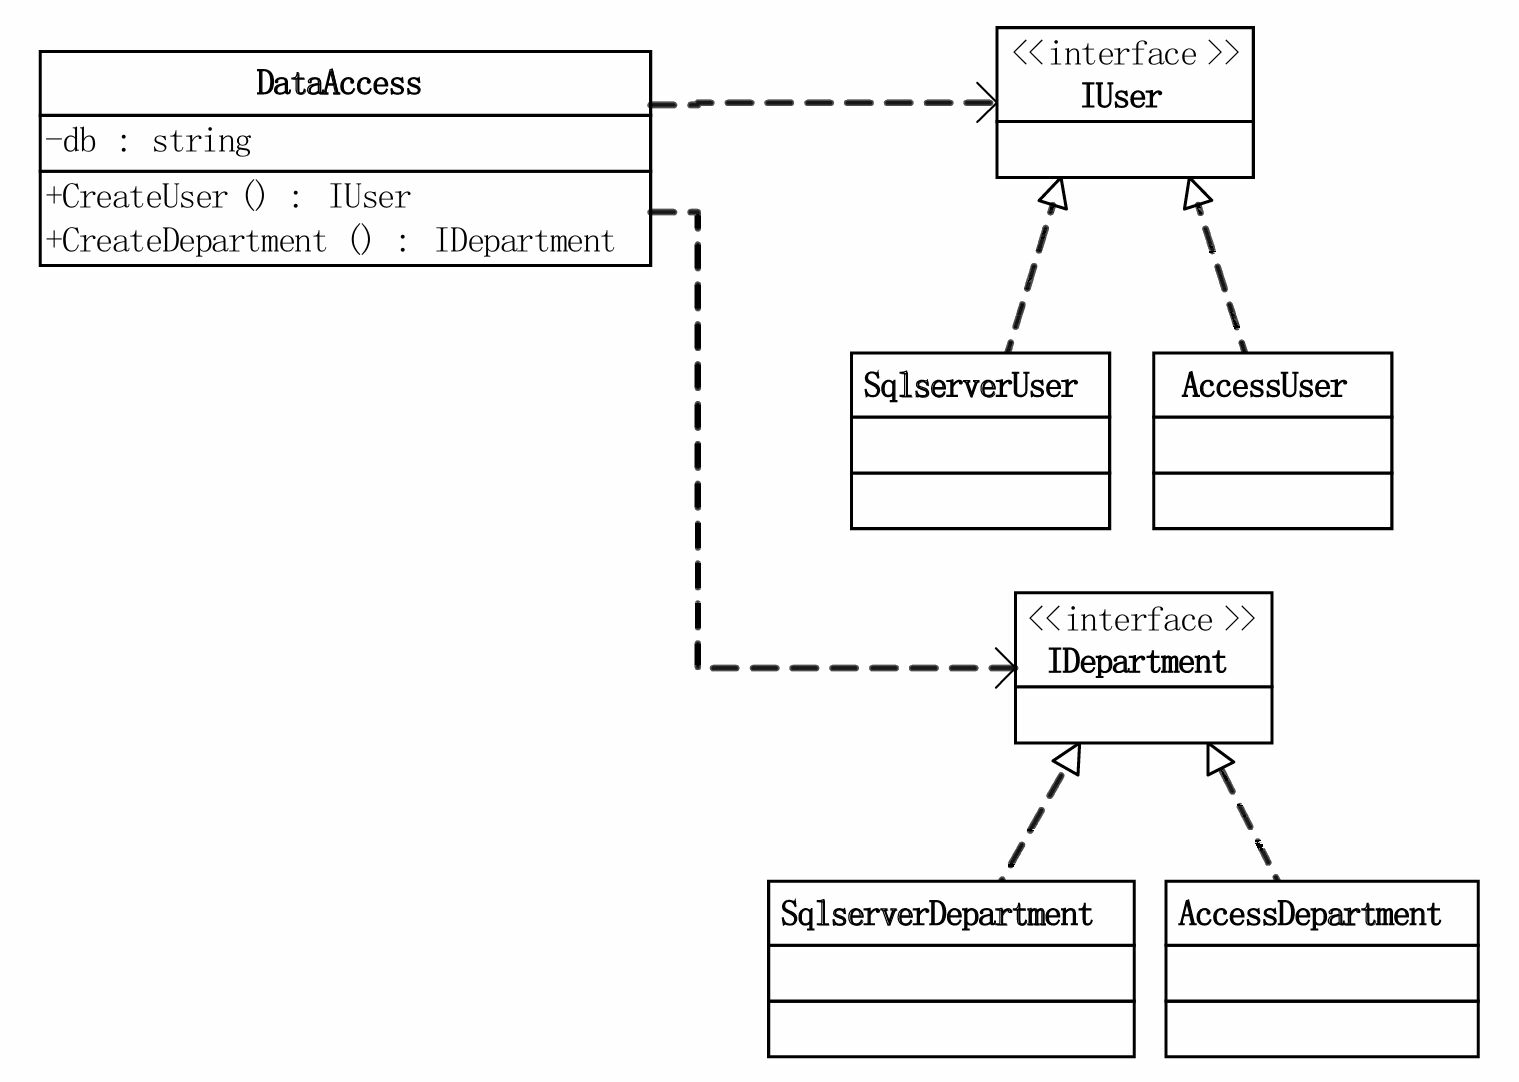 DataAccess
-db : string
+CreateUser () : IUser
+CreateDepartment () : IDepartment
<<interface >>
IUser
SqlserverUser
AccessUser
<<interface >>
IDepartment
SqlserverDepartment
AccessDepartment